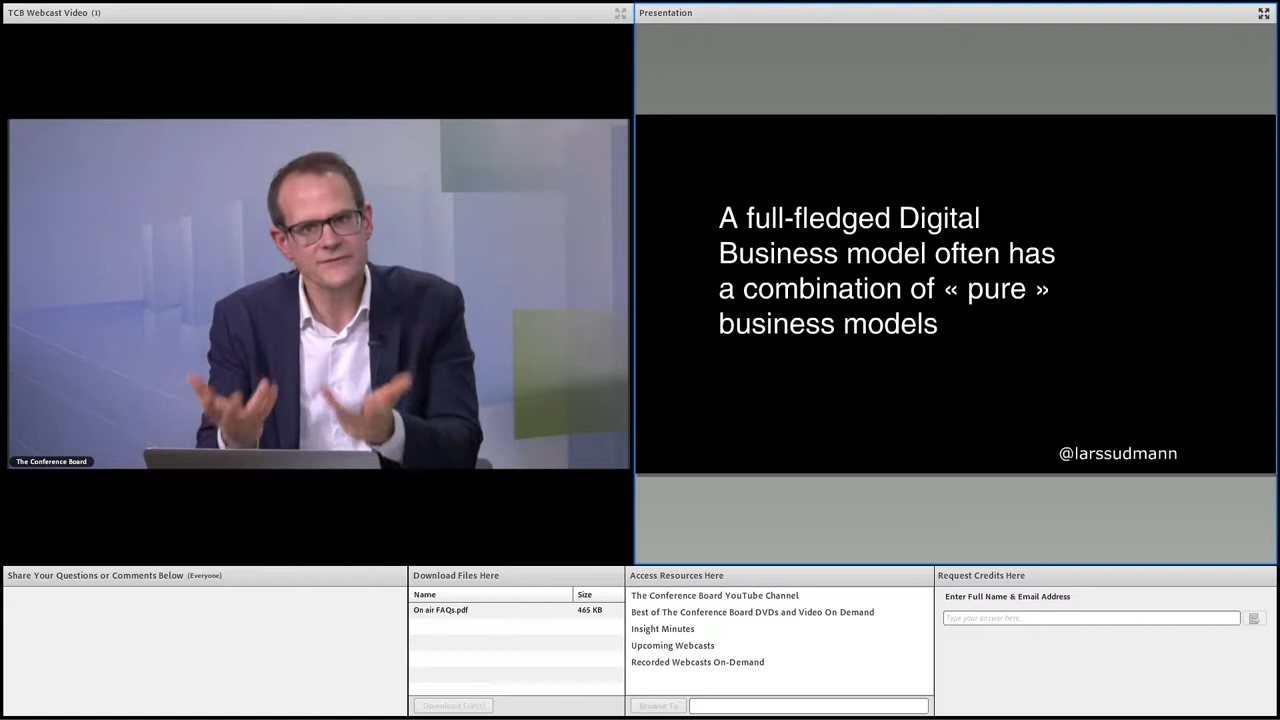 TCB Webcast Video (1)
Presentation
A full-fledged Digital
Business model often has
a combination of « pure »
business models
@larssudmann
The Conference Board
Share Your Questions or Comments Below (Everyone)
Download Files Here
Name Size
On air FAQs.pdf 465 KB
Download File(s)
Access Resources Here
The Conference Board YouTube Channel
Best of The Conference Board DVDs and Video On Demand
Insight Minutes
Upcoming Webcasts
Recorded Webcasts On-Demand
Browse To
Request Credits Here
Enter Full Name & Email Address
Type your answer here...